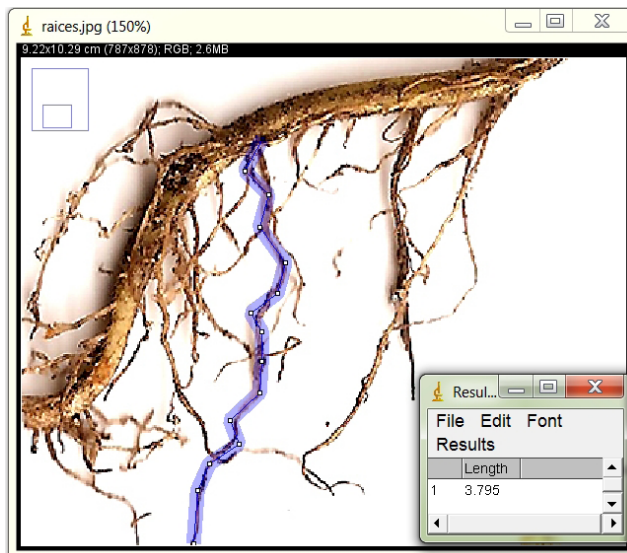 raices.jpg (150%)
9.22x10.29 cm (787x878); RGB; 2.6MB
Resul...
File Edit Font
Results
Length
1 3.795